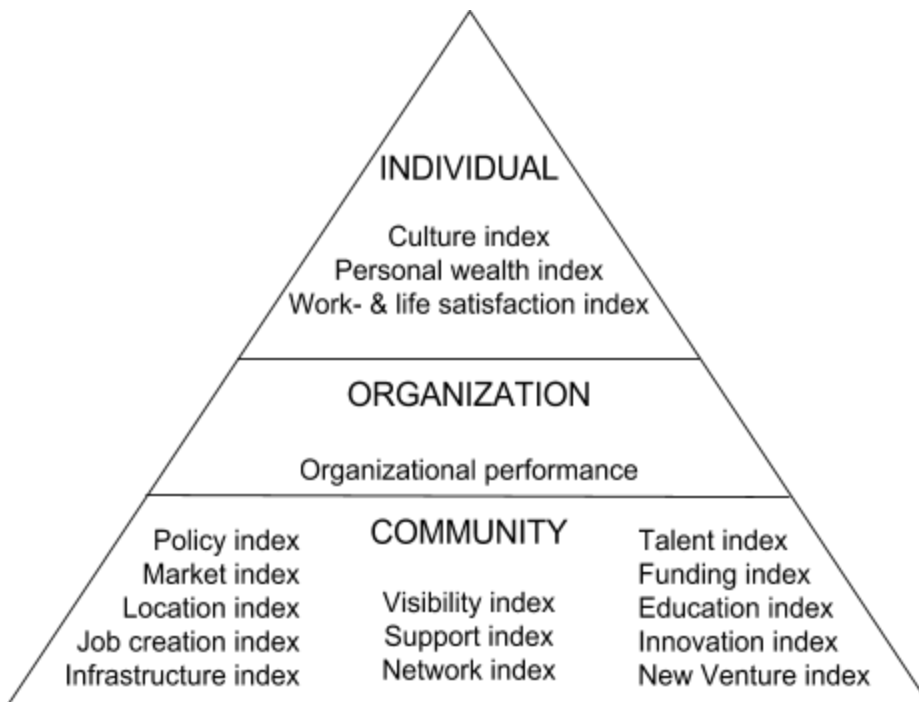 INDIVIDUAL
Culture index
Personal wealth index
Work- & life satisfaction index
ORGANIZATION
Organizational performance
COMMUNITY
Policy index
Market index
Location index
Job creation index
Infrastructure index
Visibility index
Support index
Network index
Talent index
Funding index
Education index
Innovation index
New Venture index